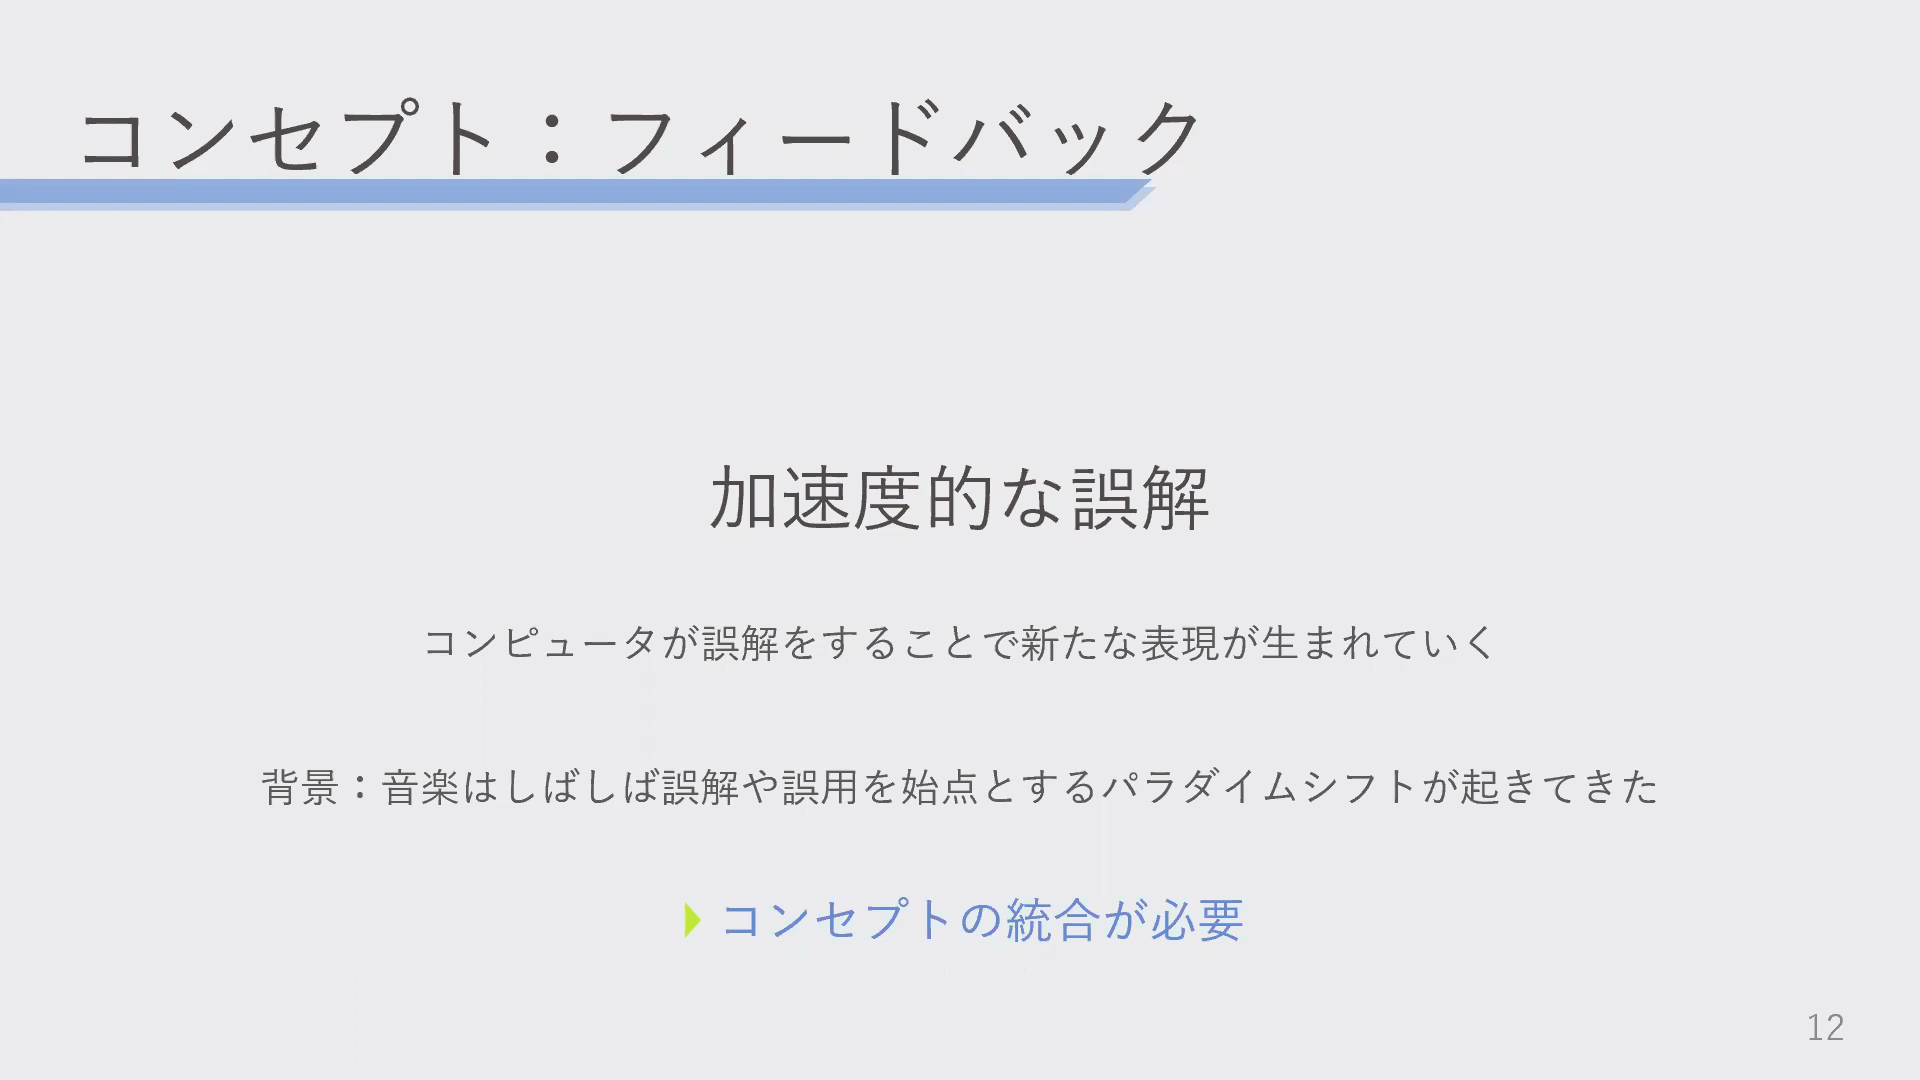 コンセプト：フィードバック
加速度的な誤解
コンピュータが誤解をすることで新たな表現が生まれていく
背景：音楽はしばしば誤解や誤用を始点とするパラダイムシフトが起きてきた
コンセプトの統合が必要
12